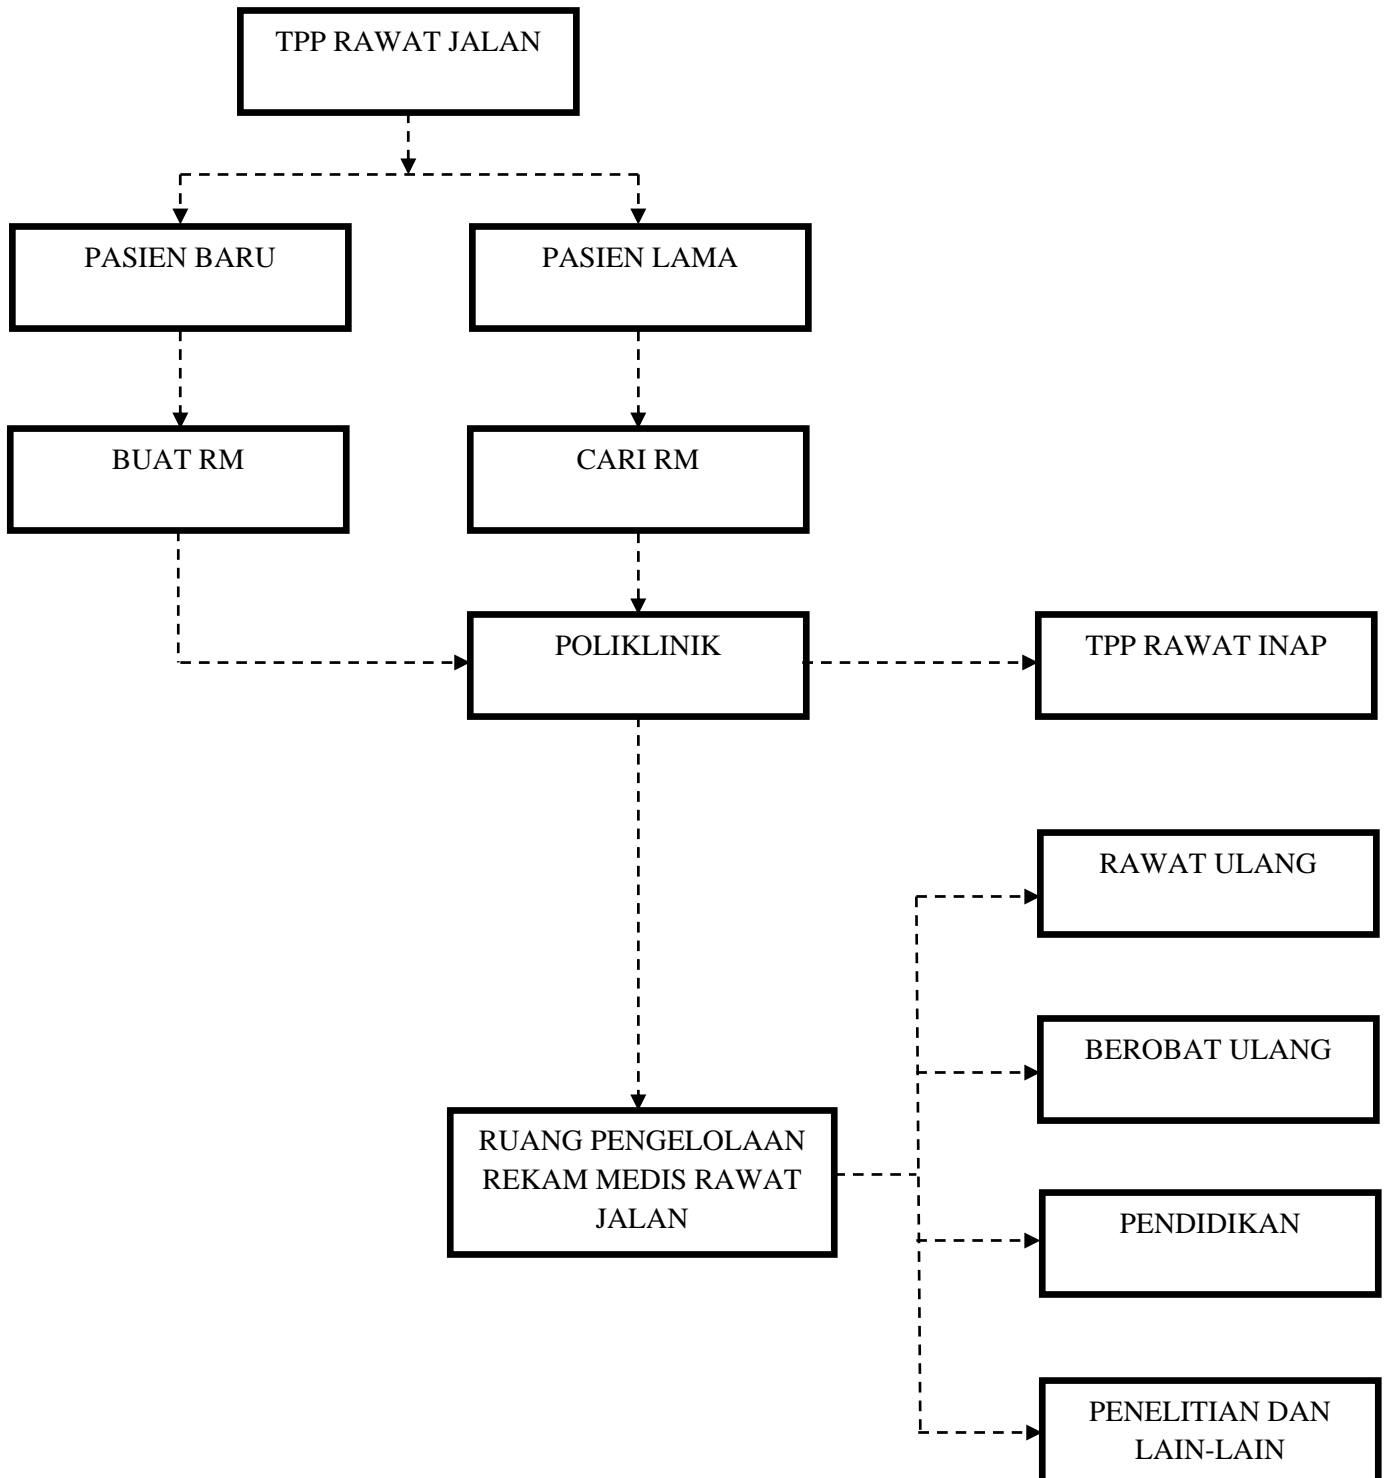 TPP RAWAT JALAN
PASIEN BARU
PASIEN LAMA
BUAT RM
CARI RM
POLIKLINIK
TPP RAWAT INAP
RAWAT ULANG
BEROBAT ULANG
RUANG PENGELOLAAN
REKAM MEDIS RAWAT
JALAN
PENDIDIKAN
PENELITIAN DAN
LAIN-LAIN